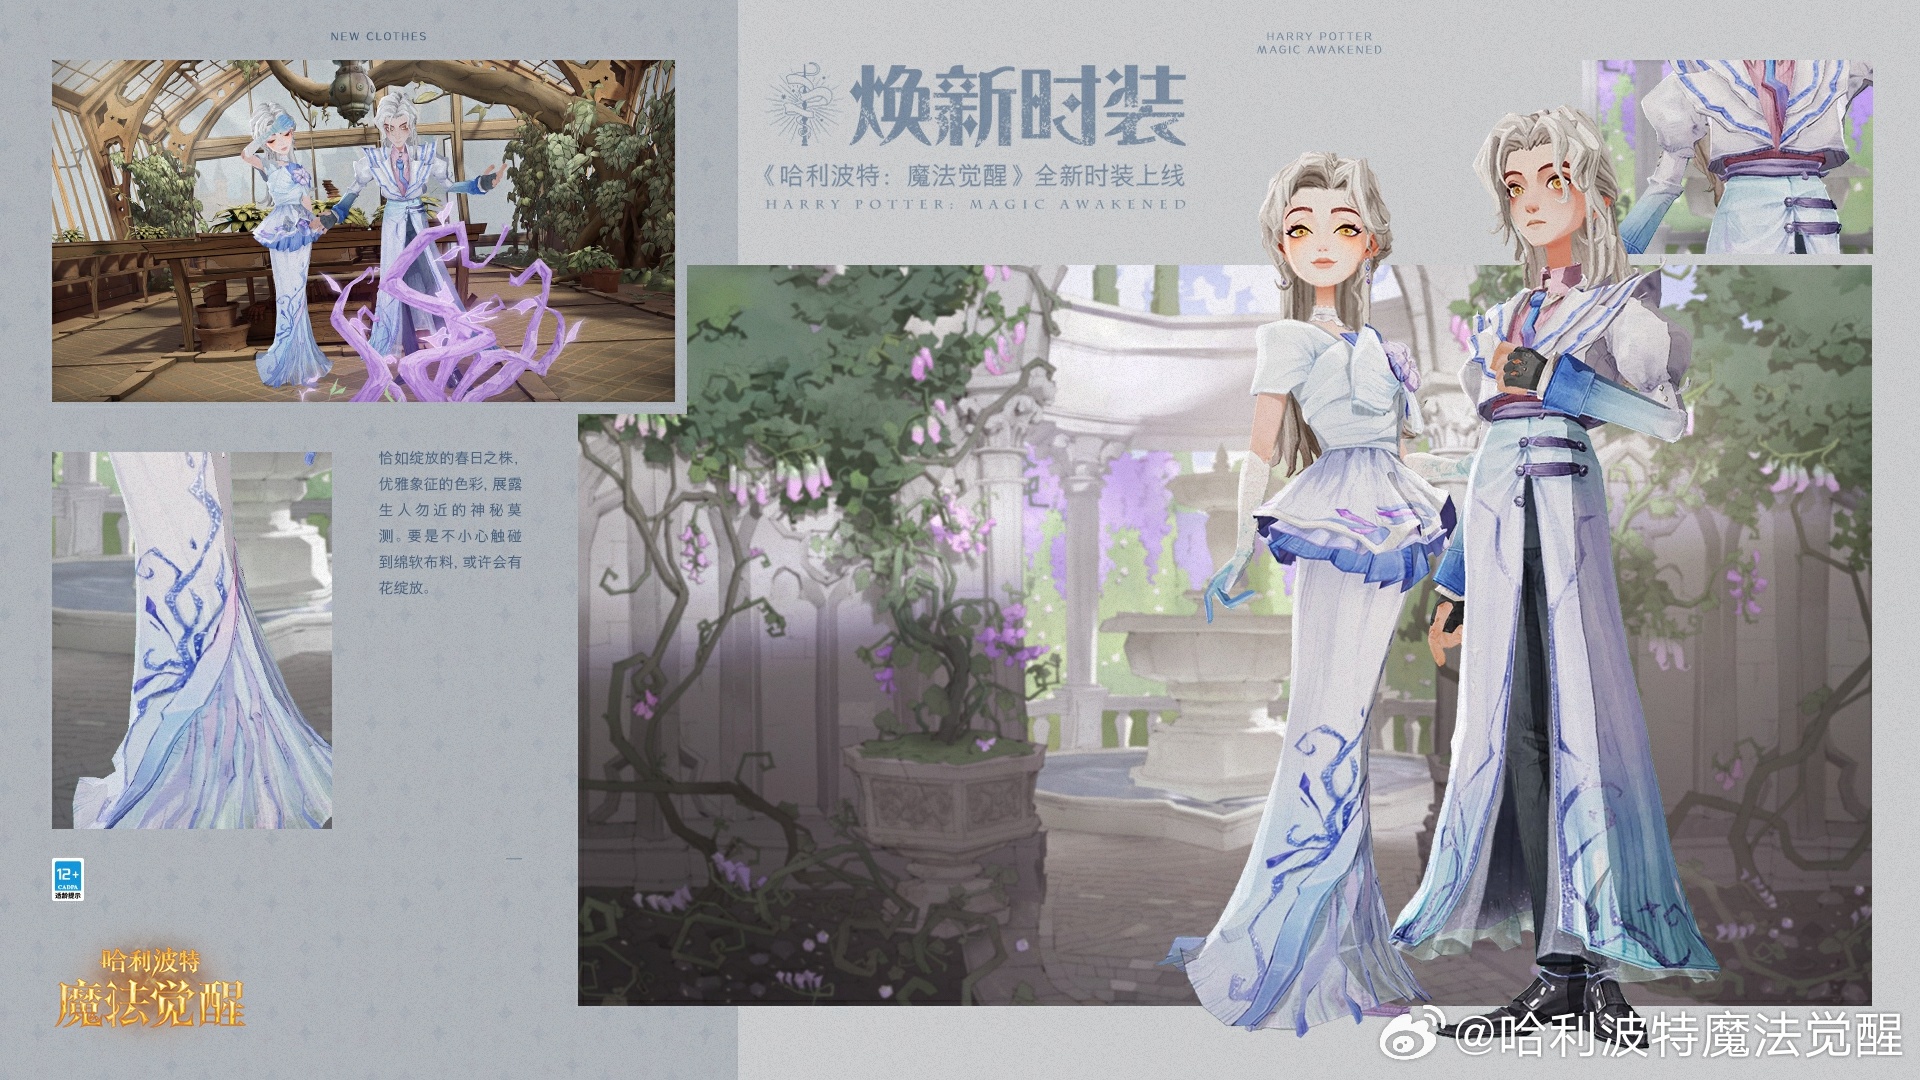 NEW CLOTHES
HARRY POTTER
MAGIC AWAKENED
焕新时装
《哈利波特：魔法觉醒》全新时装上线
HARRY POTTER: MAGIC AWAKENED
恰如绽放的春日之株，
优雅象征的色彩，展露
生人勿近的神秘莫
测。要是不小心触碰
到绵软布料，或许会有
花绽放。
12+
CADPA
适龄提示
哈利波特
魔法觉醒
@哈利波特魔法觉醒